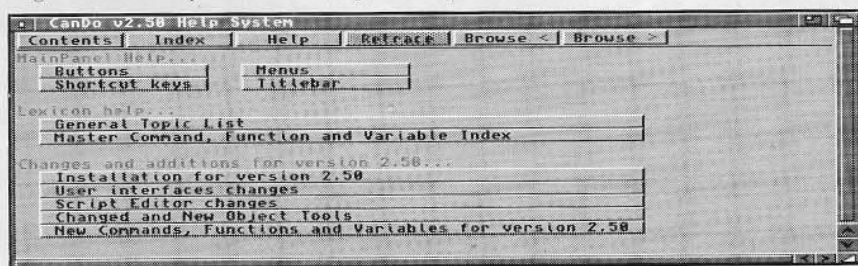 CanDo v2.50 Help System
Contents Index Help Retrace Browse < Browse >
MainPanel Help...
Buttons Menus
Shortcut keys Titlebar
Lexicon help...
General Topic List
Master Command, Function and Variable Index
Changes and additions for version 2.50...
Installation for version 2.50
User interfaces changes
Script Editor changes
Changed and New Object Tools
New Commands, Functions and Variables for version 2.50